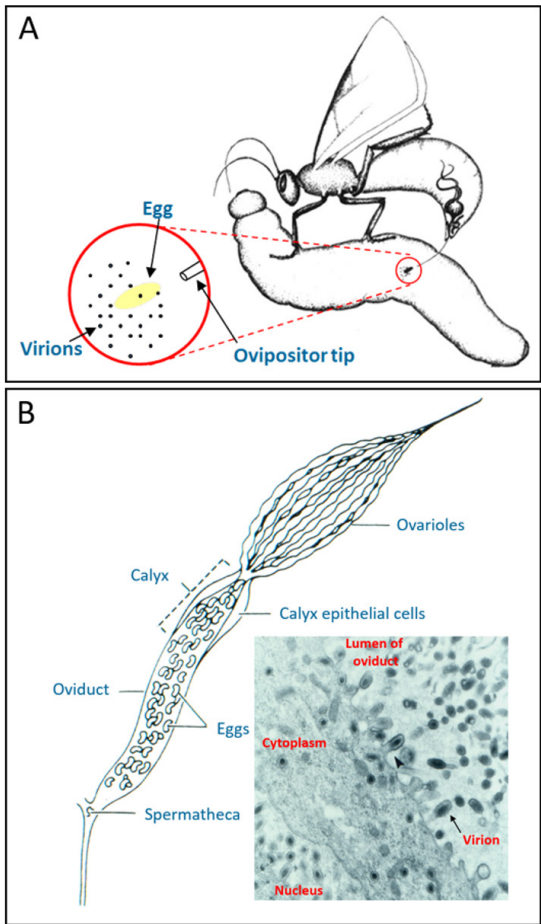 A
Egg
Virions
Ovipositor tip
B
Ovarioles
Calyx
Calyx epithelial cells
Lumen of
oviduct
Oviduct
Eggs
Cytoplasm
Spermatheca
Virion
Nucleus